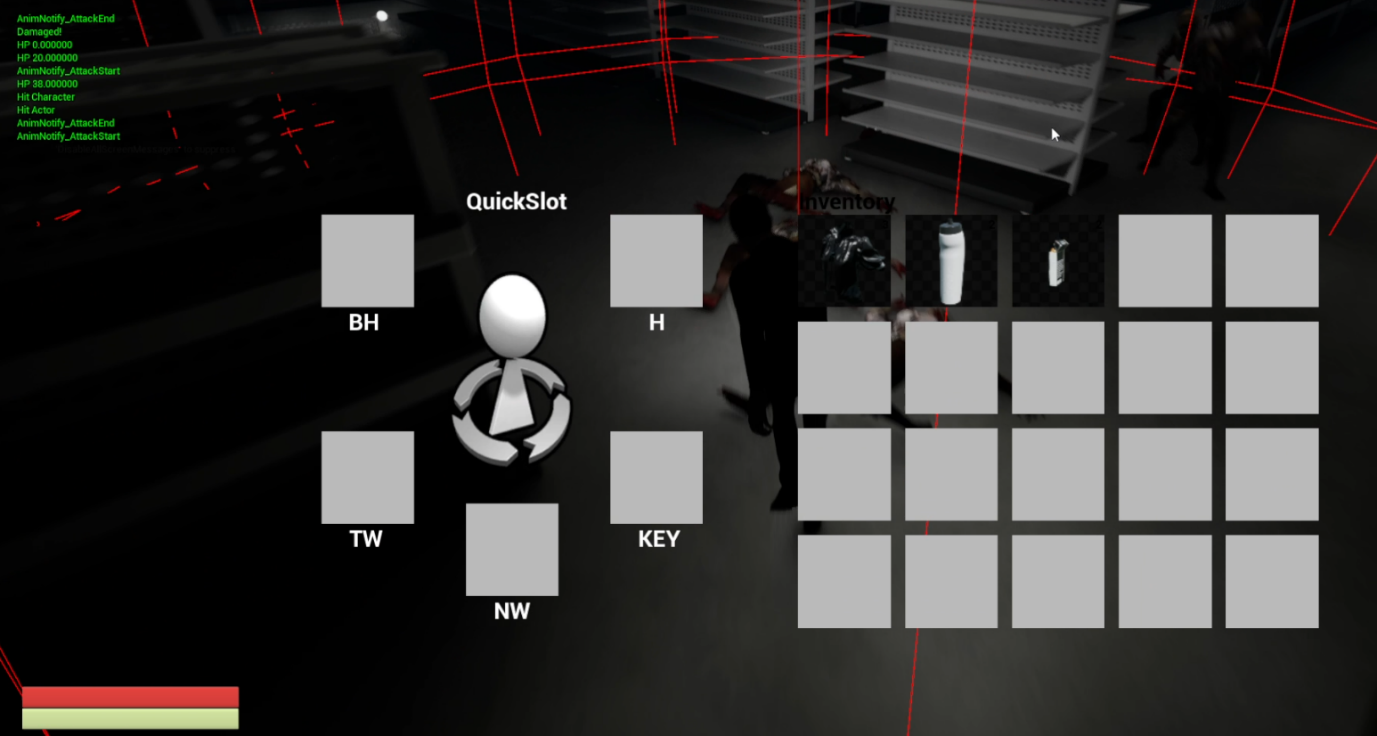 AnimNotify_AttackEnd
Damaged!
HP 0.000000
HP 20.000000
AnimNotify_AttackStart
HP 38.000000
Hit Character
Hit Actor
AnimNotify_AttackEnd
AnimNotify_AttackStart
QuickSlot
Inventory
BH
H
TW
KEY
NW